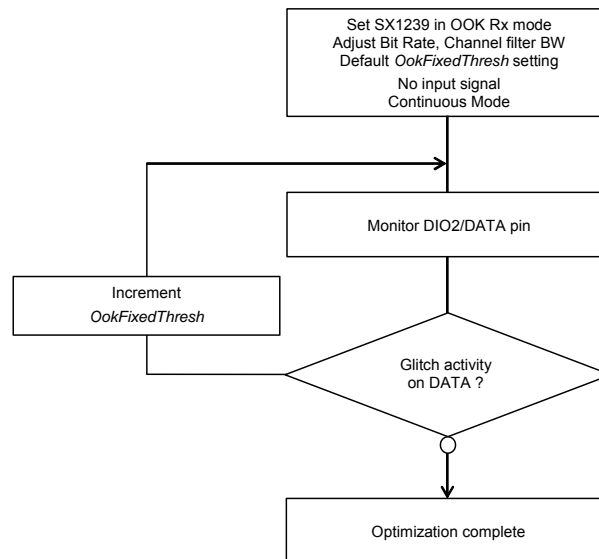 Set SX1239 in OOK Rx mode
Adjust Bit Rate, Channel filter BW
Default OokFixedThresh setting
No input signal
Continuous Mode
Monitor DIO2/DATA pin
Increment
OokFixedThresh
Glitch activity
on DATA ?
Optimization complete